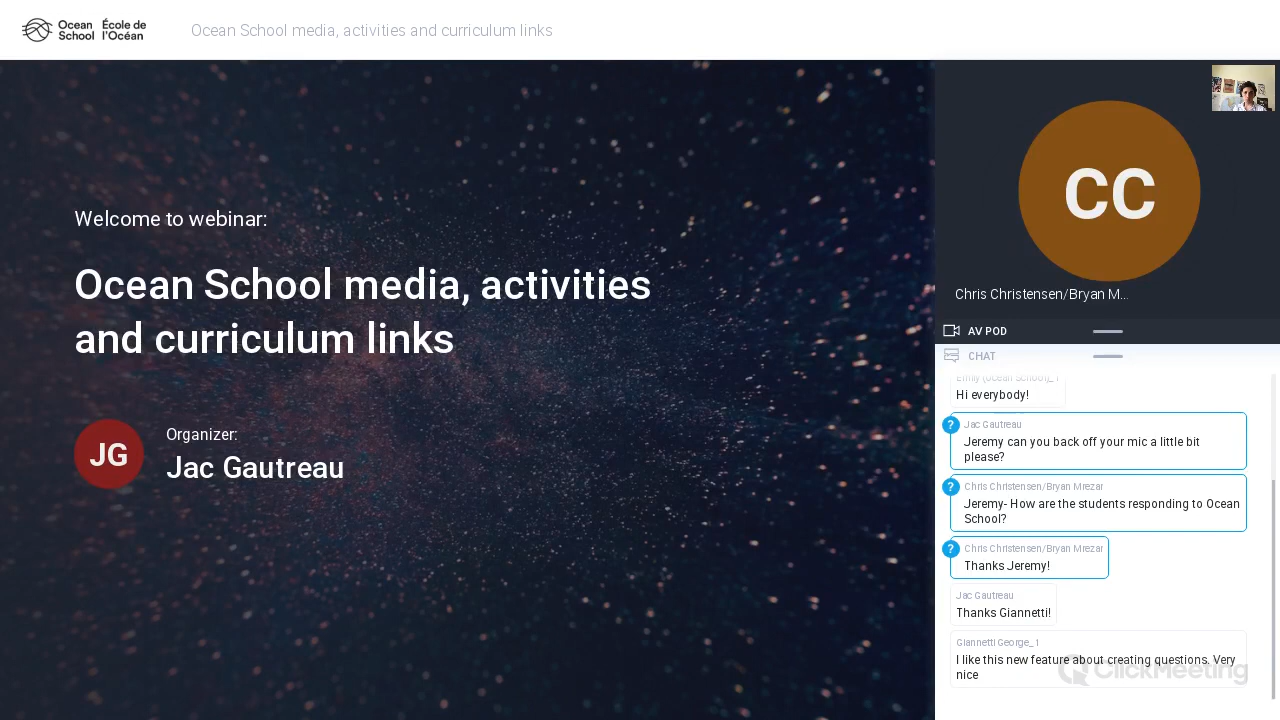 Ocean School
École de l'Océan
Ocean School media, activities and curriculum links
Welcome to webinar:
Ocean School media, activities
and curriculum links
JG
Organizer:
Jac Gautreau
CC
Chris Christensen/Bryan M...
AV POD
CHAT
Emily (Ocean School)_1
Hi everybody!
?
Jac Gautreau
Jeremy can you back off your mic a little bit
please?
?
Chris Christensen/Bryan Mrezar
Jeremy- How are the students responding to Ocean
School?
?
Chris Christensen/Bryan Mrezar
Thanks Jeremy!
Jac Gautreau
Thanks Giannetti!
Giannetti George_1
I like this new feature about creating questions. Very
nice
ClickMeeting